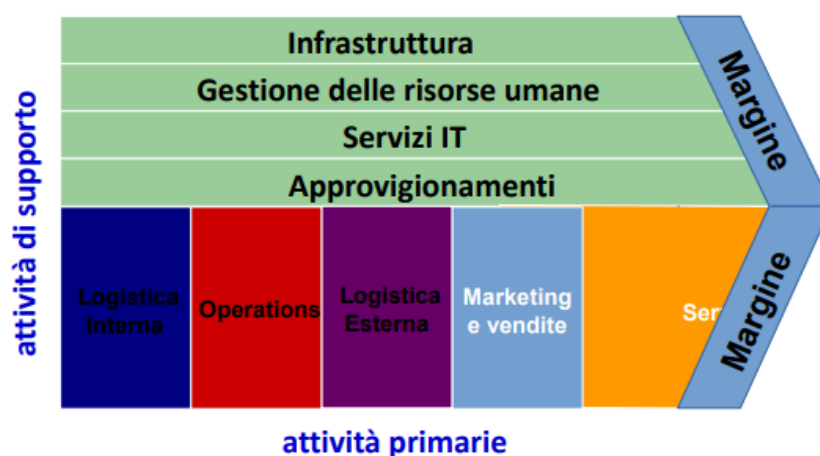 Infrastruttura
Gestione delle risorse umane
Servizi IT
Approvigionamenti
Margine
attività di supporto
Logistica
Interna
Operations
Logistica
Esterna
Marketing
e vendite
Ser
Margine
attività primarie